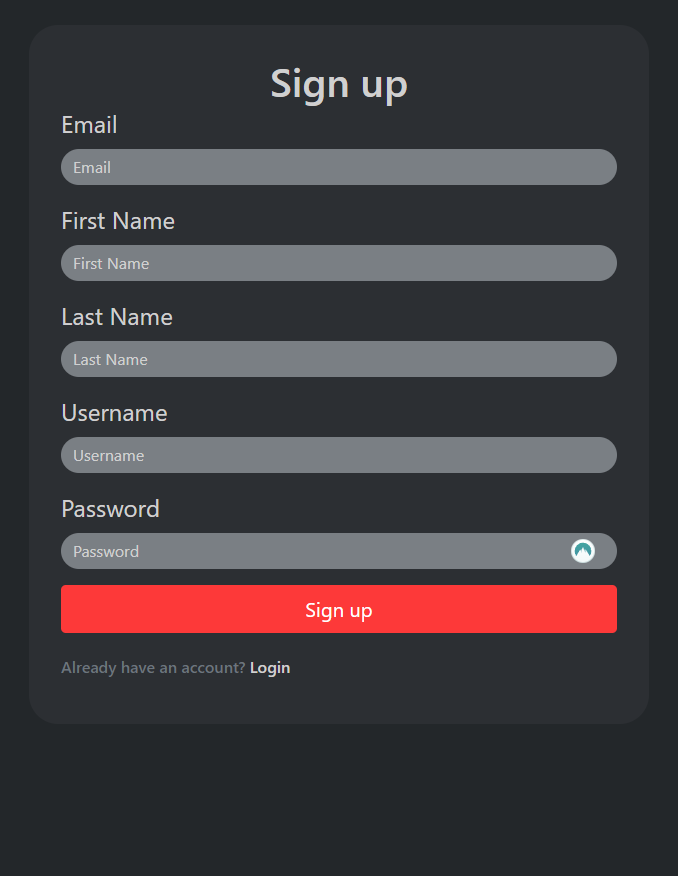 Sign up
Email
Email
First Name
First Name
Last Name
Last Name
Username
Username
Password
Password
Sign up
Already have an account? Login